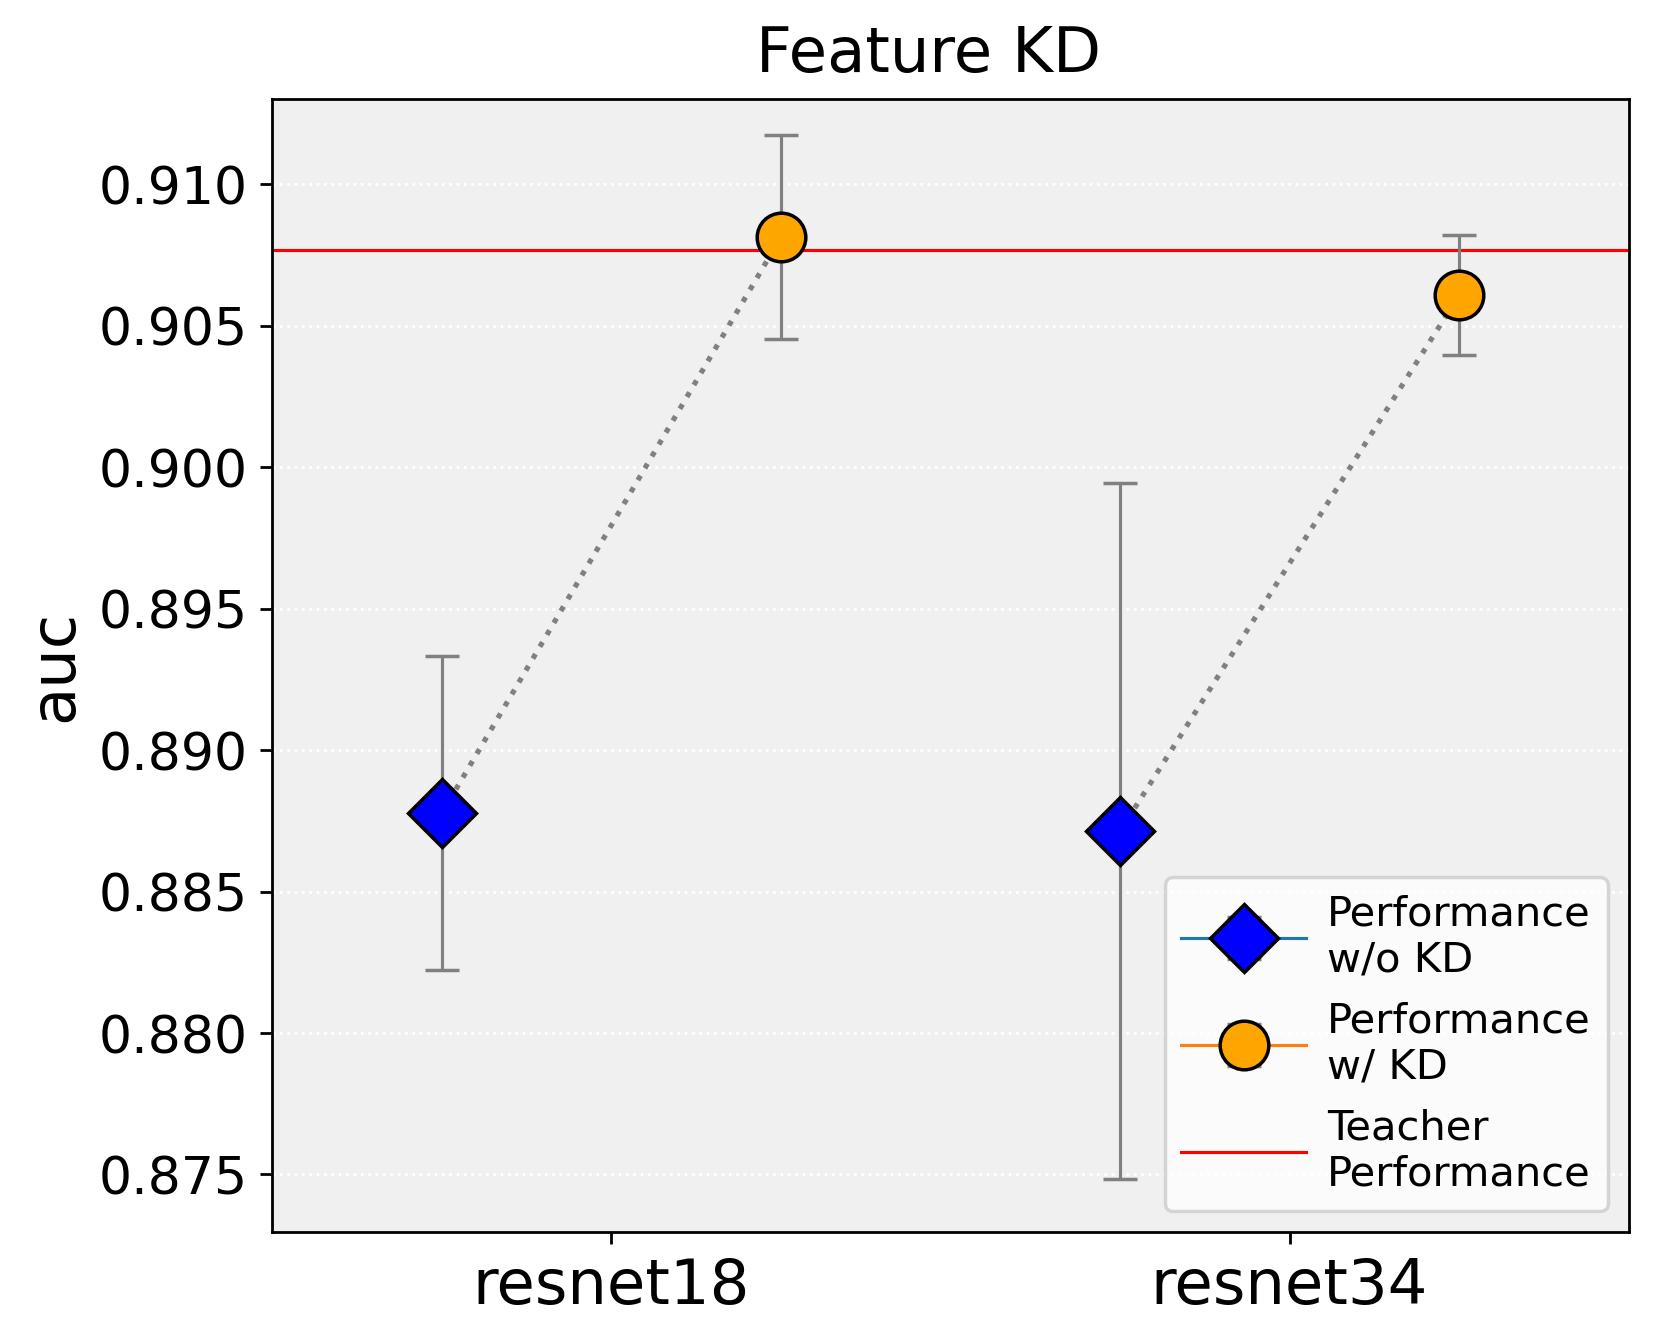 Feature KD
0.910
0.905
0.900
0.895
0.890
0.885
0.880
0.875
auc
resnet18
resnet34
Performance
w/o KD
Performance
w/ KD
Teacher
Performance